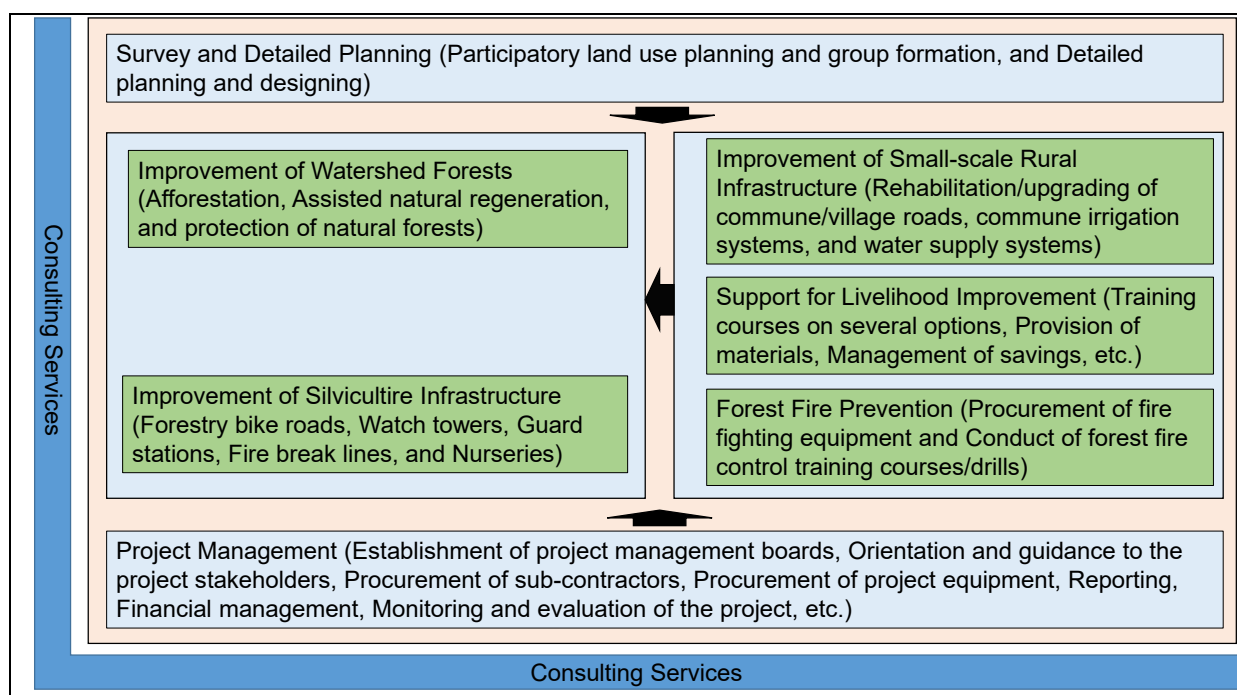 Survey and Detailed Planning (Participatory land use planning and group formation, and Detailed
planning and designing)
Improvement of Watershed Forests
(Afforestation, Assisted natural regeneration,
and protection of natural forests)
Improvement of Silvicultire Infrastructure
(Forestry bike roads, Watch towers, Guard
stations, Fire break lines, and Nurseries)
Improvement of Small-scale Rural
Infrastructure (Rehabilitation/upgrading of
commune/village roads, commune irrigation
systems, and water supply systems)
Support for Livelihood Improvement (Training
courses on several options, Provision of
materials, Management of savings, etc.)
Forest Fire Prevention (Procurement of fire
fighting equipment and Conduct of forest fire
control training courses/drills)
Project Management (Establishment of project management boards, Orientation and guidance to the
project stakeholders, Procurement of sub-contractors, Procurement of project equipment, Reporting,
Financial management, Monitoring and evaluation of the project, etc.)
Consulting Services
Consulting Services